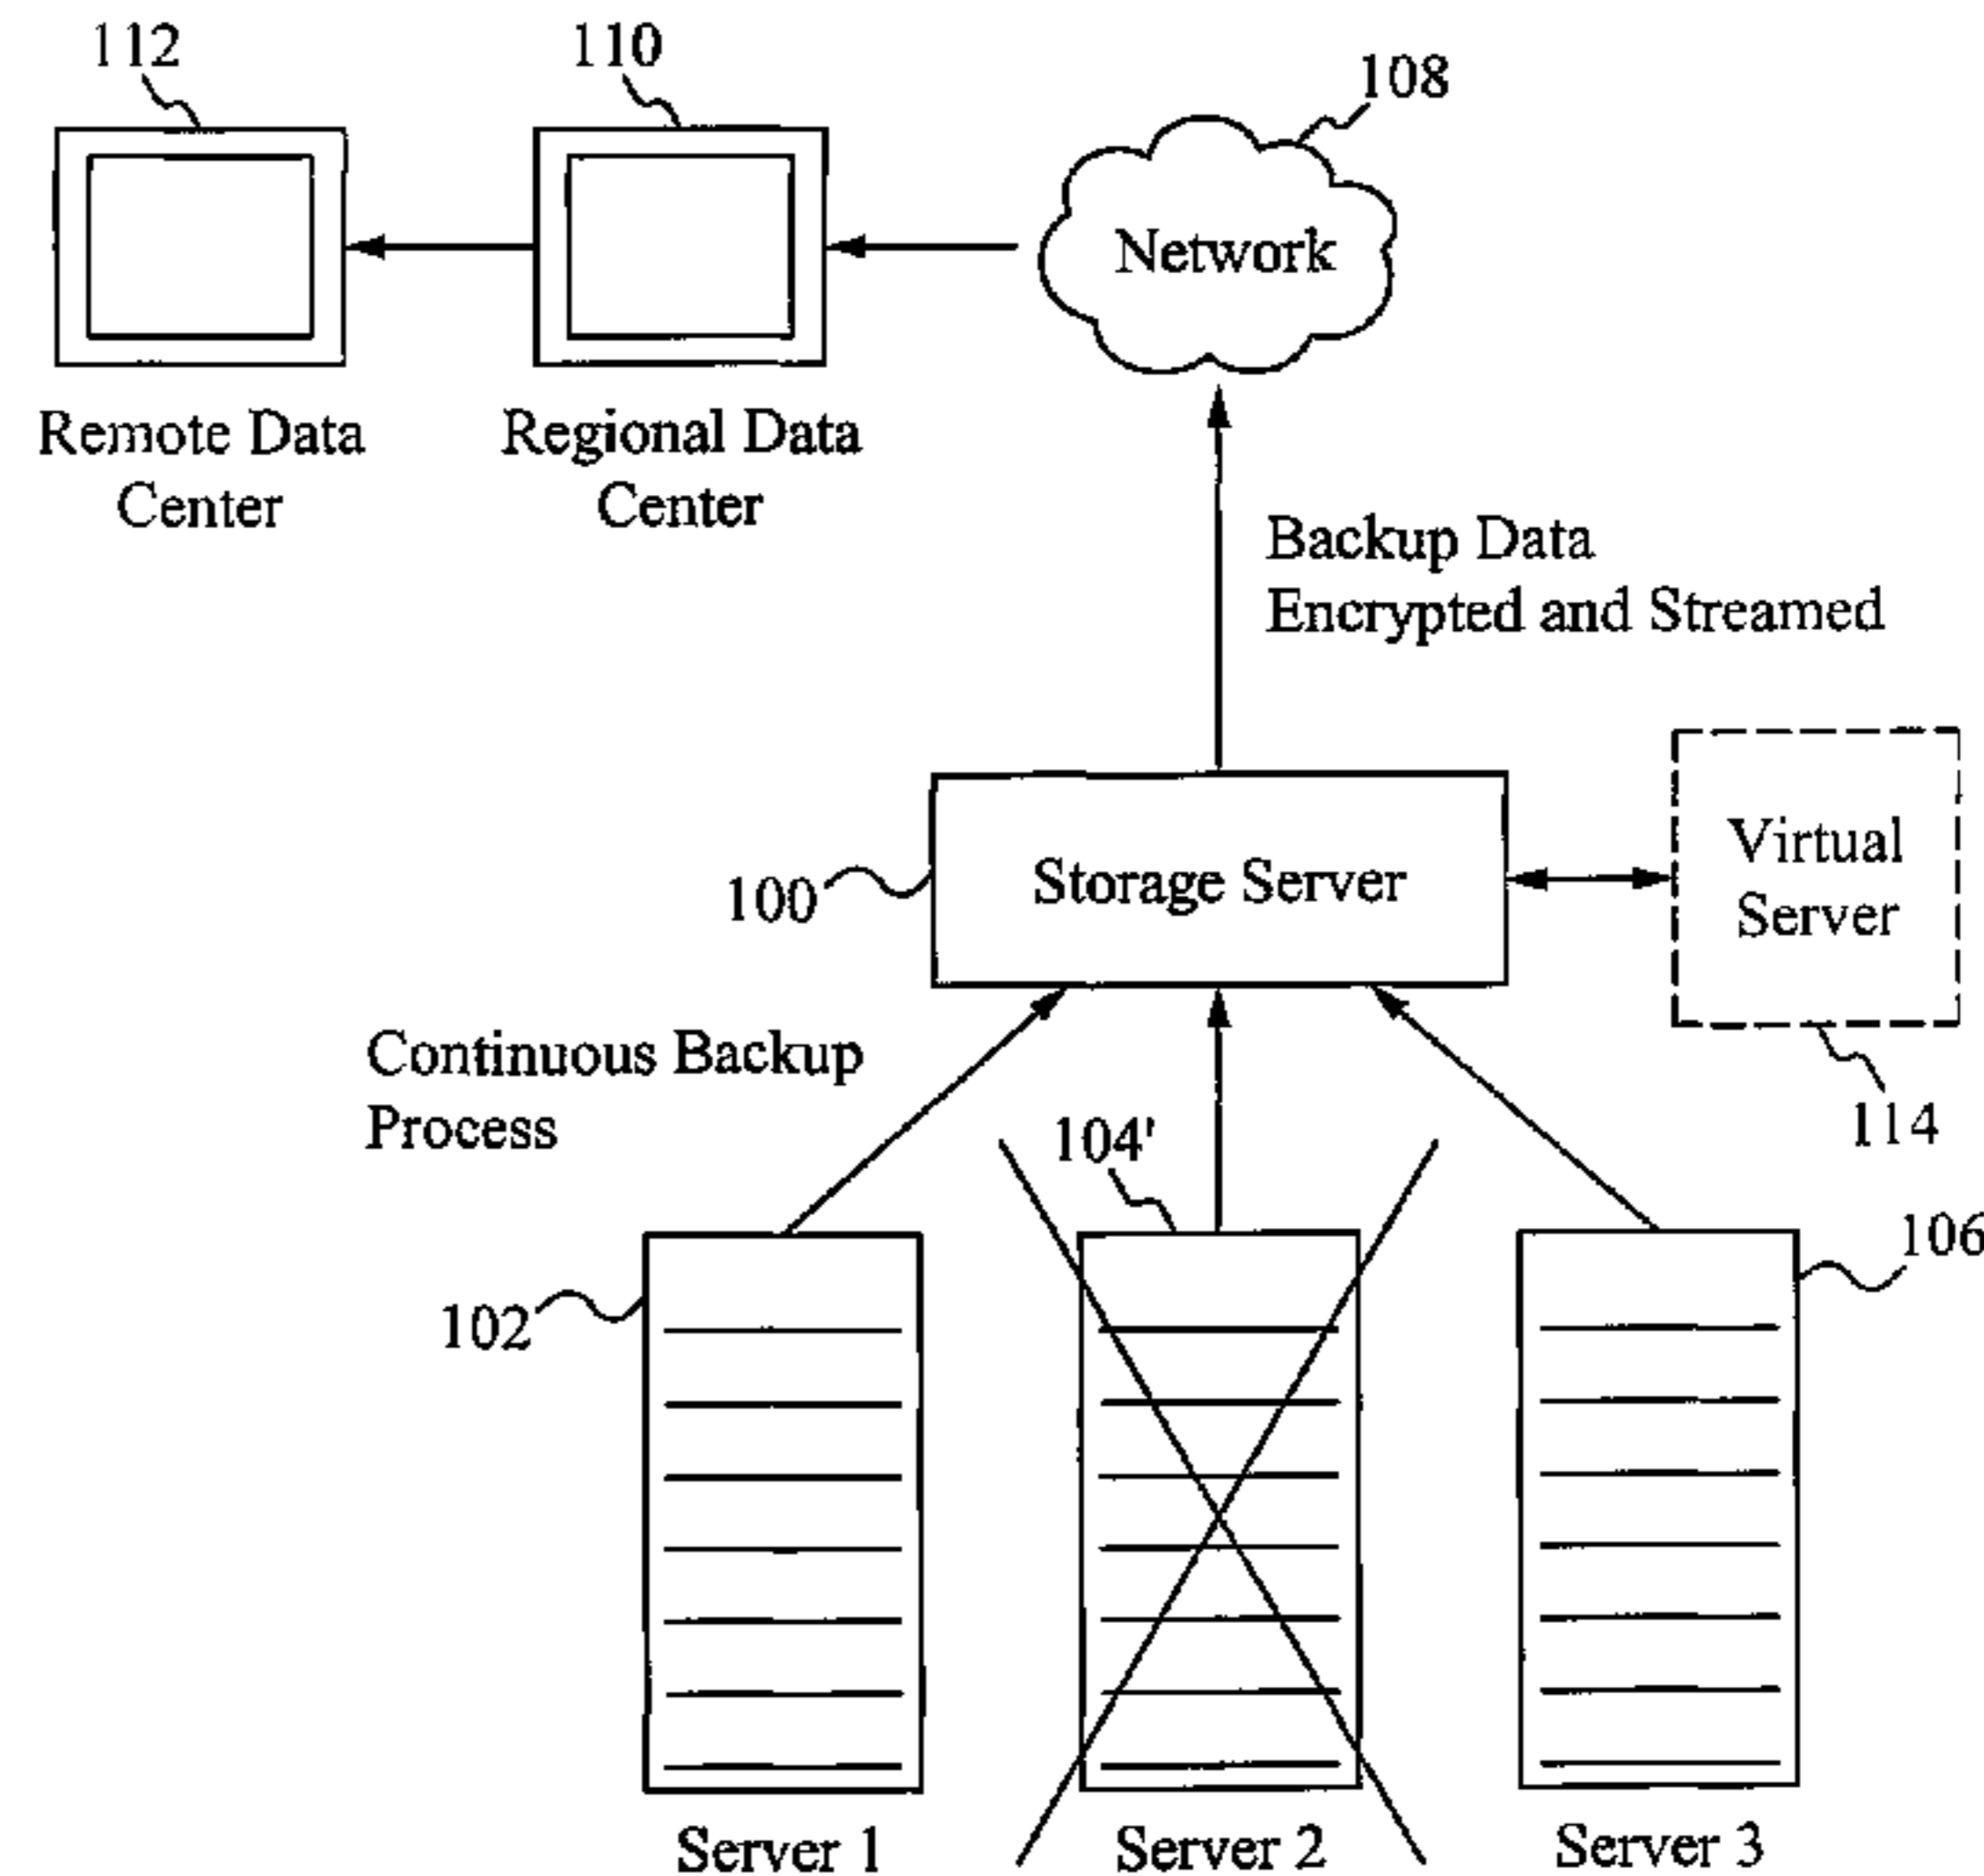 112
110
108
Network
Remote Data
Center
Regional Data
Center
Backup Data
Encrypted and Streamed
Storage Server
100
Virtual
Server
114
Continuous Backup
Process
104'
102
106
Server 1
Server 2
Server 3